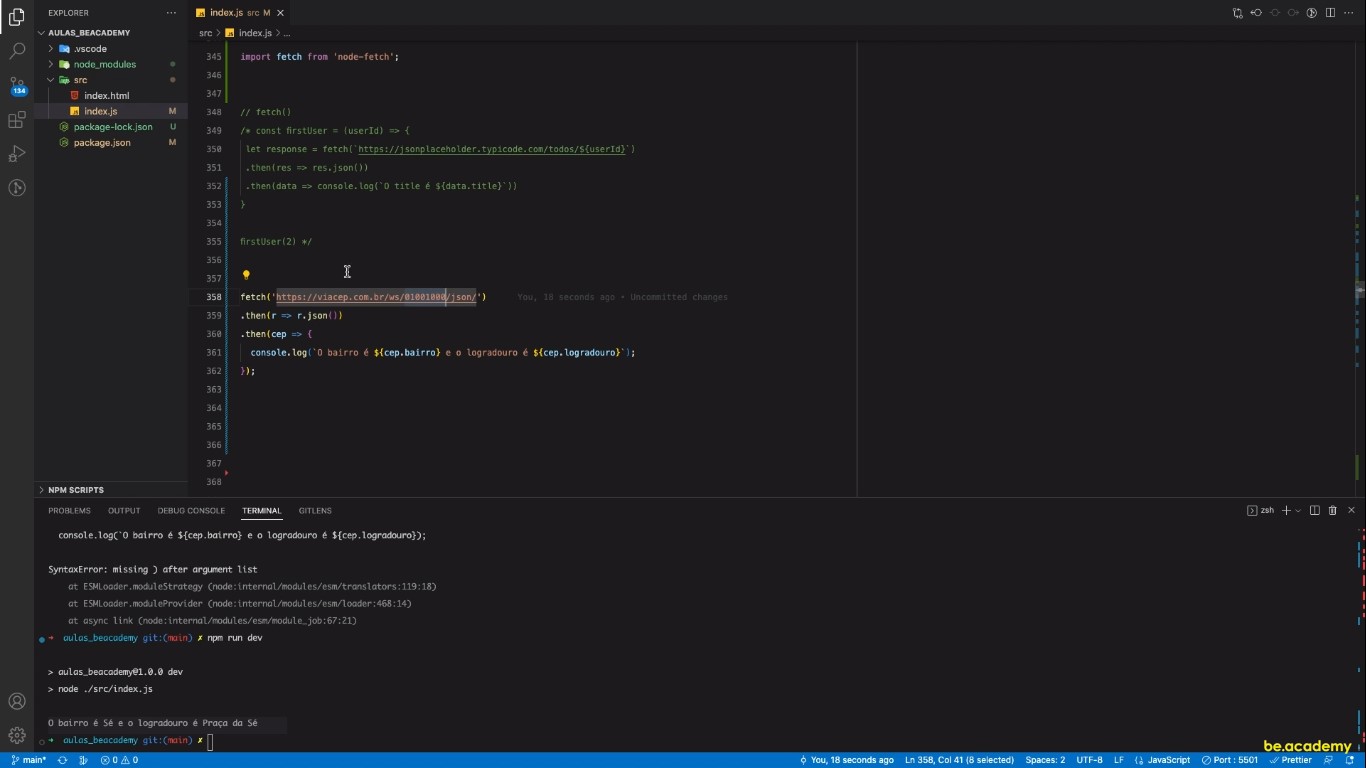 EXPLORER ···
index.js src M ×
AULAS_BEACADEMY
src > index.js > ...
.vscode
node_modules
src
index.html
index.js M
package-lock.json U
package.json M
134
345 import fetch from 'node-fetch';
346
347
348 // fetch()
349 /* const firstUser = (userId) => {
350 let response = fetch(`https://jsonplaceholder.typicode.com/todos/${userId}`)
351 .then(res => res.json())
352 .then(data => console.log(`O title é ${data.title}`))
353 }
354
355 firstUser(2) */
356
357
358 fetch('https://viacep.com.br/ws/01001000/json/') You, 18 seconds ago • Uncommitted changes
359 .then(r => r.json())
360 .then(cep => {
361 console.log(`O bairro é ${cep.bairro} e o logradouro é ${cep.logradouro}`);
362 });
363
364
365
366
367
368
NPM SCRIPTS
PROBLEMS OUTPUT DEBUG CONSOLE TERMINAL GITLENS zsh
console.log(`O bairro é ${cep.bairro} e o logradouro é ${cep.logradouro});
SyntaxError: missing ) after argument list
at ESMLoader.moduleStrategy (node:internal/modules/esm/translators:119:18)
at ESMLoader.moduleProvider (node:internal/modules/esm/loader:468:14)
at async link (node:internal/modules/esm/module_job:67:21)
➜ aulas_beacademy git:(main) ✗ npm run dev
> aulas_beacademy@1.0.0 dev
> node ./src/index.js
O bairro é Sé e o logradouro é Praça da Sé
➜ aulas_beacademy git:(main) ✗
be.academy
main* 0 0 You, 18 seconds ago Ln 358, Col 41 (8 selected) Spaces: 2 UTF-8 LF JavaScript Port : 5501 Prettier